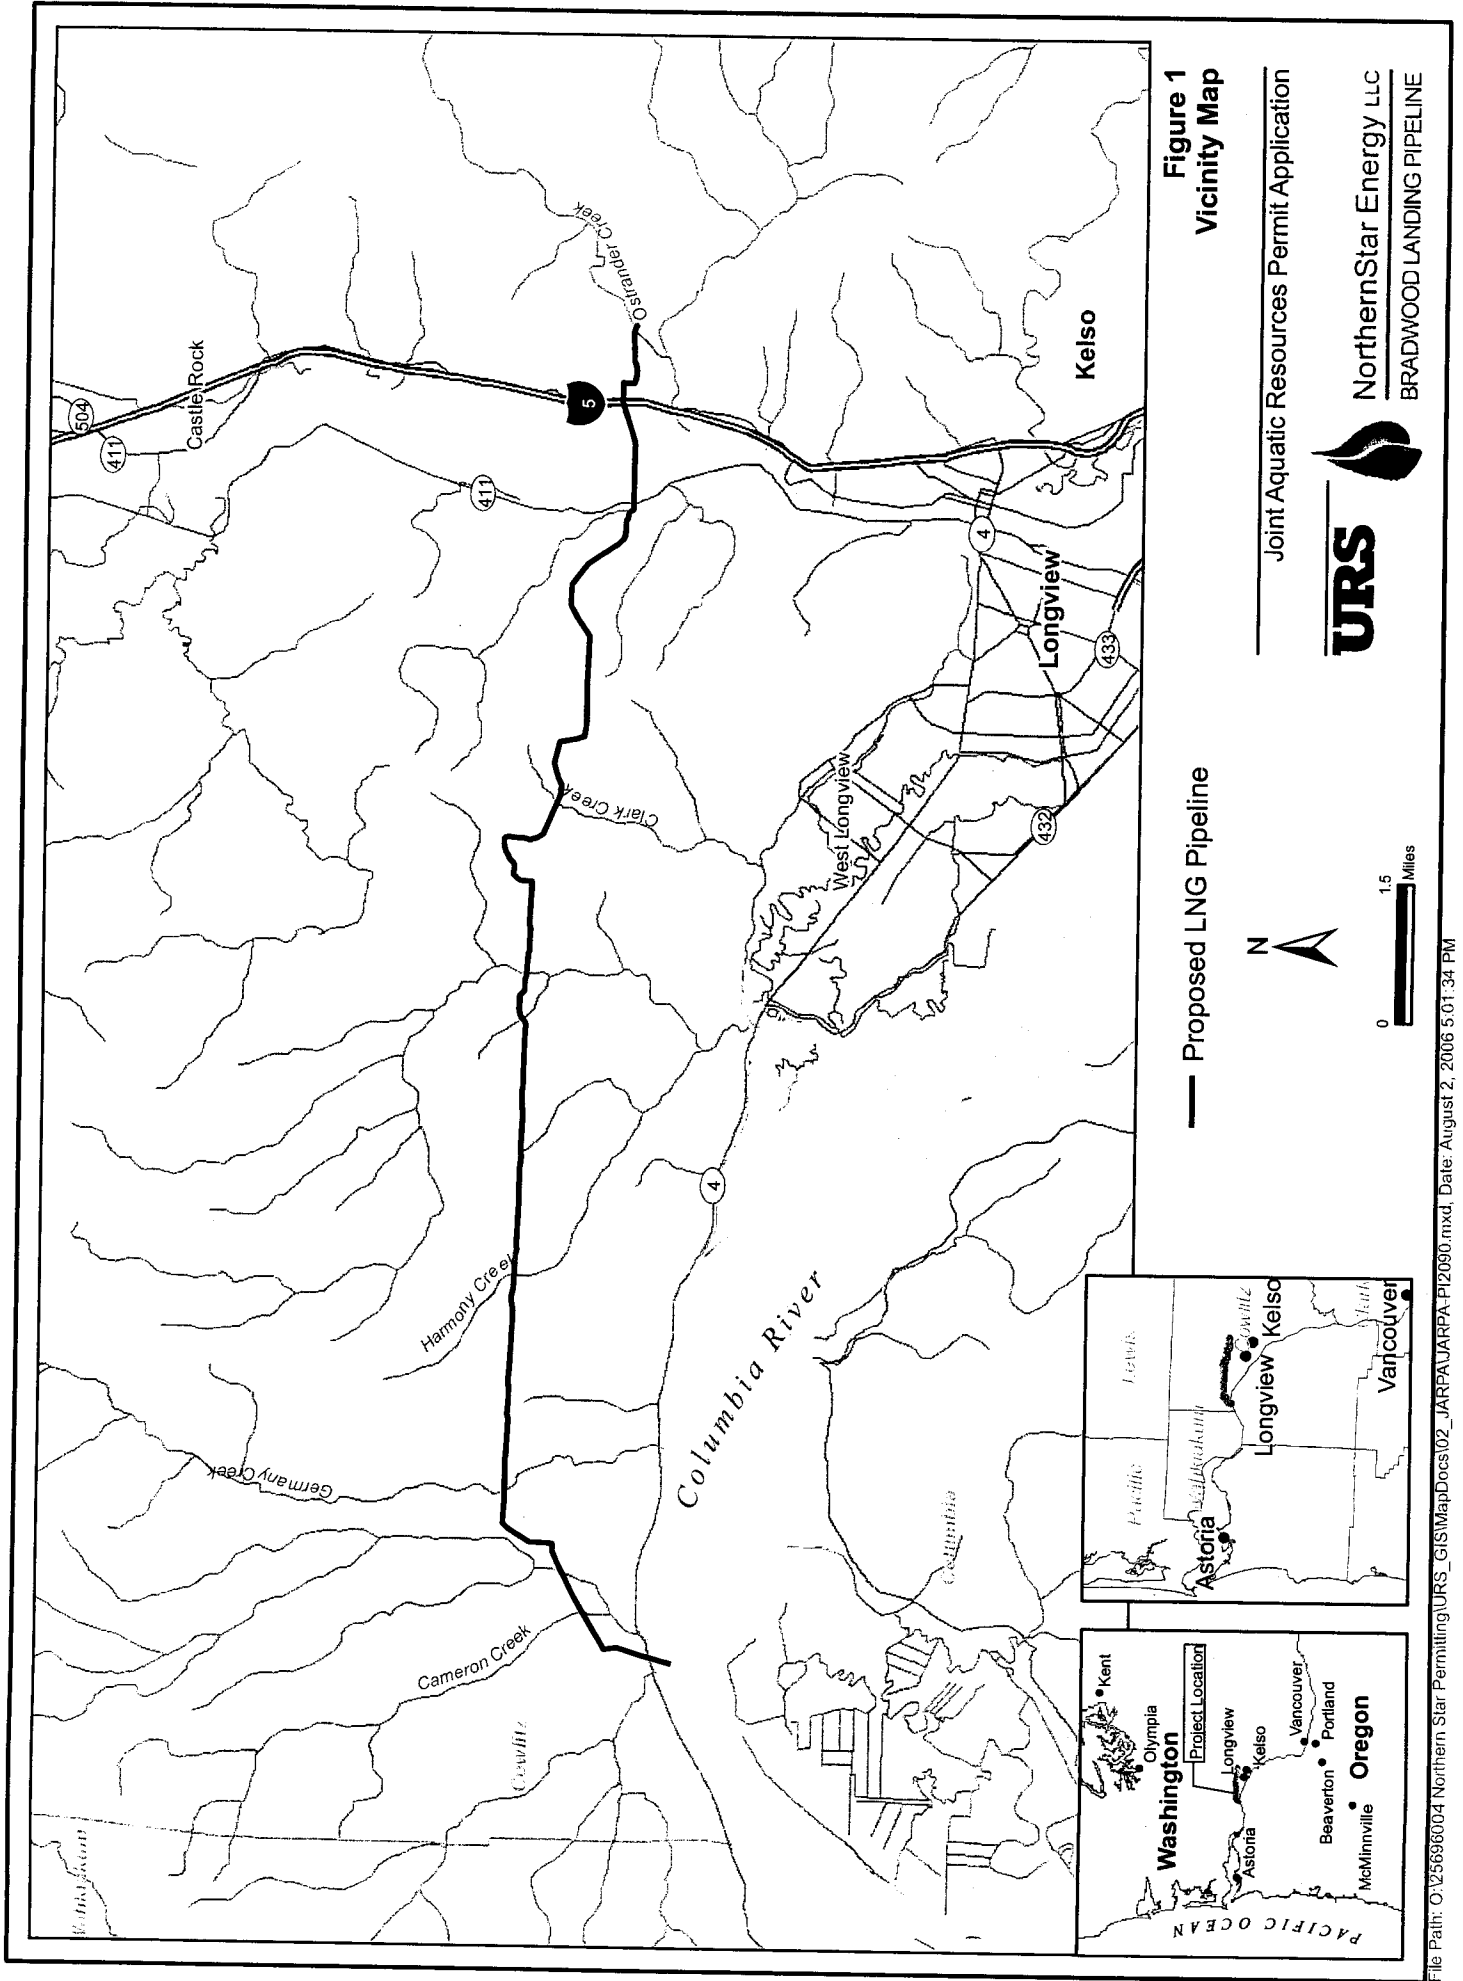 504
411
Castle Rock
411
5
Ostrander Creek
Kelso
4
Longview
433
432
West Longview
Clark Creek
4
Harmony Creek
Germany Creek
Cameron Creek
Columbia River
Columbia
Cowlitz
Wahkiakum
Figure 1
Vicinity Map
Joint Aquatic Resources Permit Application
URS
NorthernStar Energy LLC
BRADWOOD LANDING PIPELINE
Proposed LNG Pipeline
N
0
1.5
Miles
Lewis
Pacific
Wahkiakum
Cowlitz
Kelso
Longview
Astoria
Clark
Vancouver
Kent
Olympia
Washington
Project Location
Longview
Kelso
Astoria
Vancouver
Portland
Beaverton
Oregon
McMinnville
PACIFIC OCEAN
File Path: O:\25696004 Northern Star Permitting\URS_GIS\MapDocs\02_JARPA\JARPA-PI2090.mxd, Date: August 2, 2006 5:01:34 PM